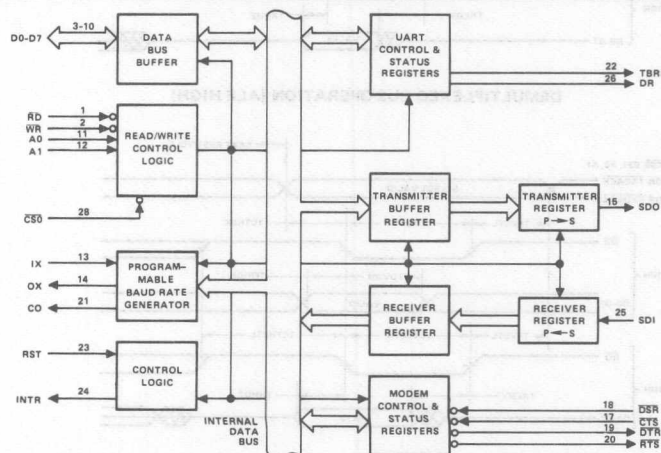 D0-D7
3-10
DATA
BUS
BUFFER
UART
CONTROL &
STATUS
REGISTERS
22 TBR
26 DR
RD 1
WR 2
A0 11
A1 12
READ/WRITE
CONTROL
LOGIC
CS0 28
TRANSMITTER
BUFFER
REGISTER
TRANSMITTER
REGISTER
P→S
15 SDO
IX 13
OX 14
CO 21
PROGRAM-
MABLE
BAUD RATE
GENERATOR
RECEIVER
BUFFER
REGISTER
RECEIVER
REGISTER
P←S
25 SDI
RST 23
INTR 24
CONTROL
LOGIC
INTERNAL
DATA
BUS
MODEM
CONTROL &
STATUS
REGISTERS
18 DSR
17 CTS
19 DTR
20 RTS